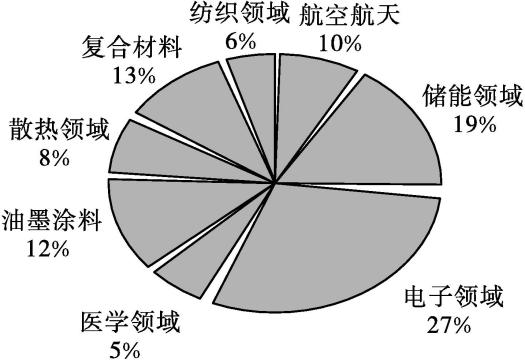 纺织领域
6%
航空航天
10%
储能领域
19%
电子领域
27%
医学领域
5%
油墨涂料
12%
散热领域
8%
复合材料
13%